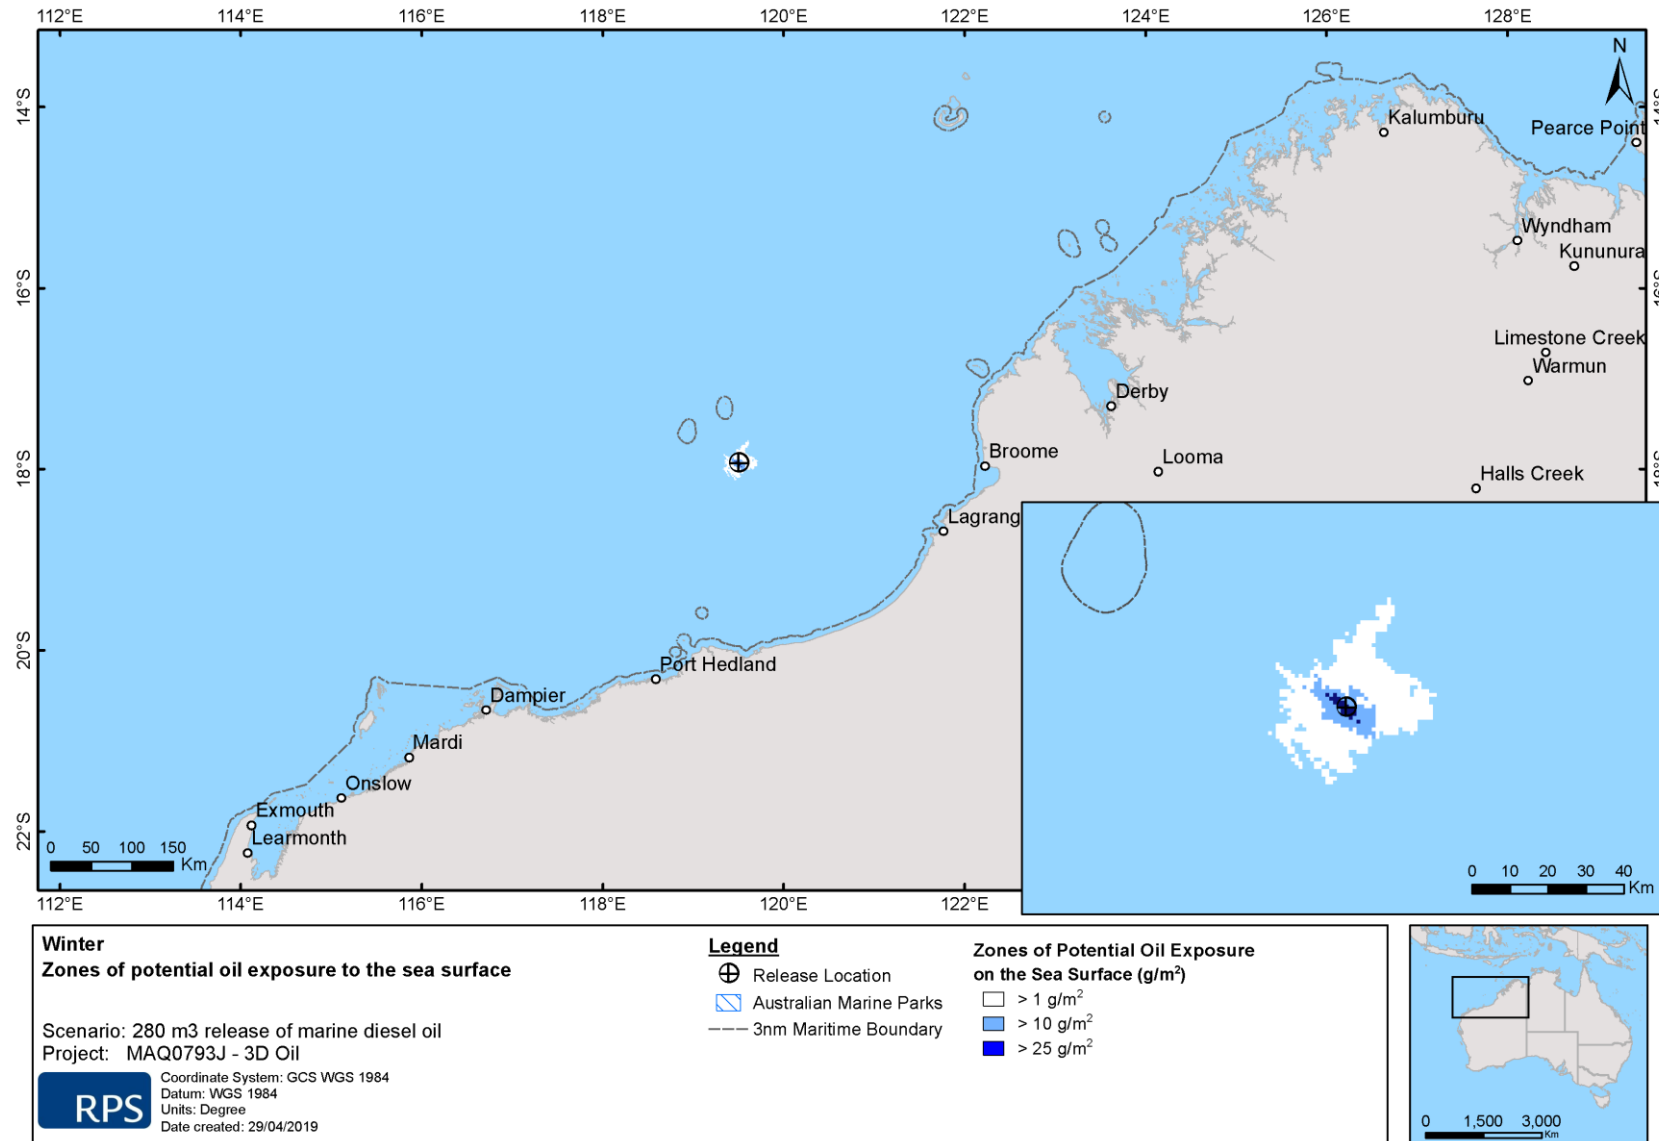 112°E 114°E 116°E 118°E 120°E 122°E 124°E 126°E 128°E
N
14°S 14°S
Kalumburu
Pearce Point
Wyndham
Kununura
16°S 16°S
Limestone Creek
Warmun
Derby
Broome
Looma
18°S 18°S
Halls Creek
Lagrang
20°S
Port Hedland
Dampier
Mardi
Onslow
Exmouth
22°S
Learmonth
0 50 100 150
Km
0 10 20 30 40
Km
112°E 114°E 116°E 118°E 120°E 122°E
Winter
Zones of potential oil exposure to the sea surface
Scenario: 280 m3 release of marine diesel oil
Project: MAQ0793J - 3D Oil
RPS
Coordinate System: GCS WGS 1984
Datum: WGS 1984
Units: Degree
Date created: 29/04/2019
Legend
Release Location
Australian Marine Parks
3nm Maritime Boundary
Zones of Potential Oil Exposure
on the Sea Surface (g/m²)
> 1 g/m²
> 10 g/m²
> 25 g/m²
0 1,500 3,000
Km